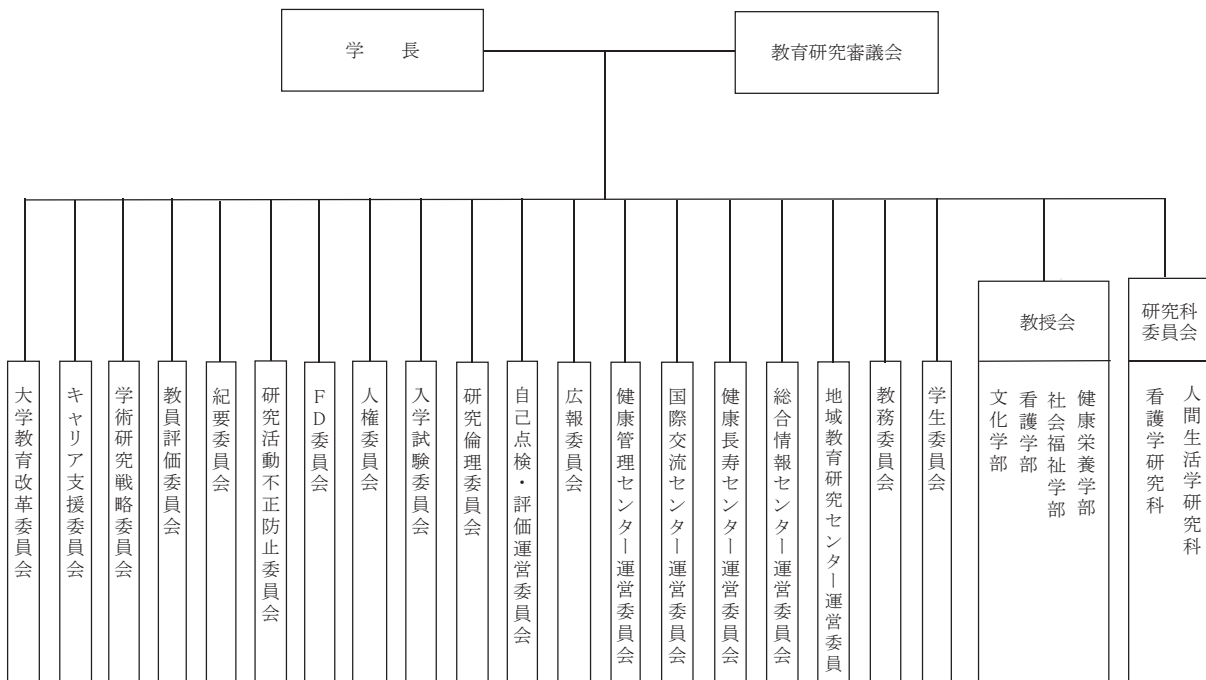 学　長
教育研究審議会
大学教育改革委員会
キャリア支援委員会
学術研究戦略委員会
教員評価委員会
紀要委員会
研究活動不正防止委員会
ＦＤ委員会
人権委員会
入学試験委員会
研究倫理委員会
自己点検・評価運営委員会
広報委員会
健康管理センター運営委員会
国際交流センター運営委員会
健康長寿センター運営委員会
総合情報センター運営委員会
地域教育研究センター運営委員
教務委員会
学生委員会
教授会
文化学部
看護学部
社会福祉学部
健康栄養学部
研究科
委員会
看護学研究科
人間生活学研究科